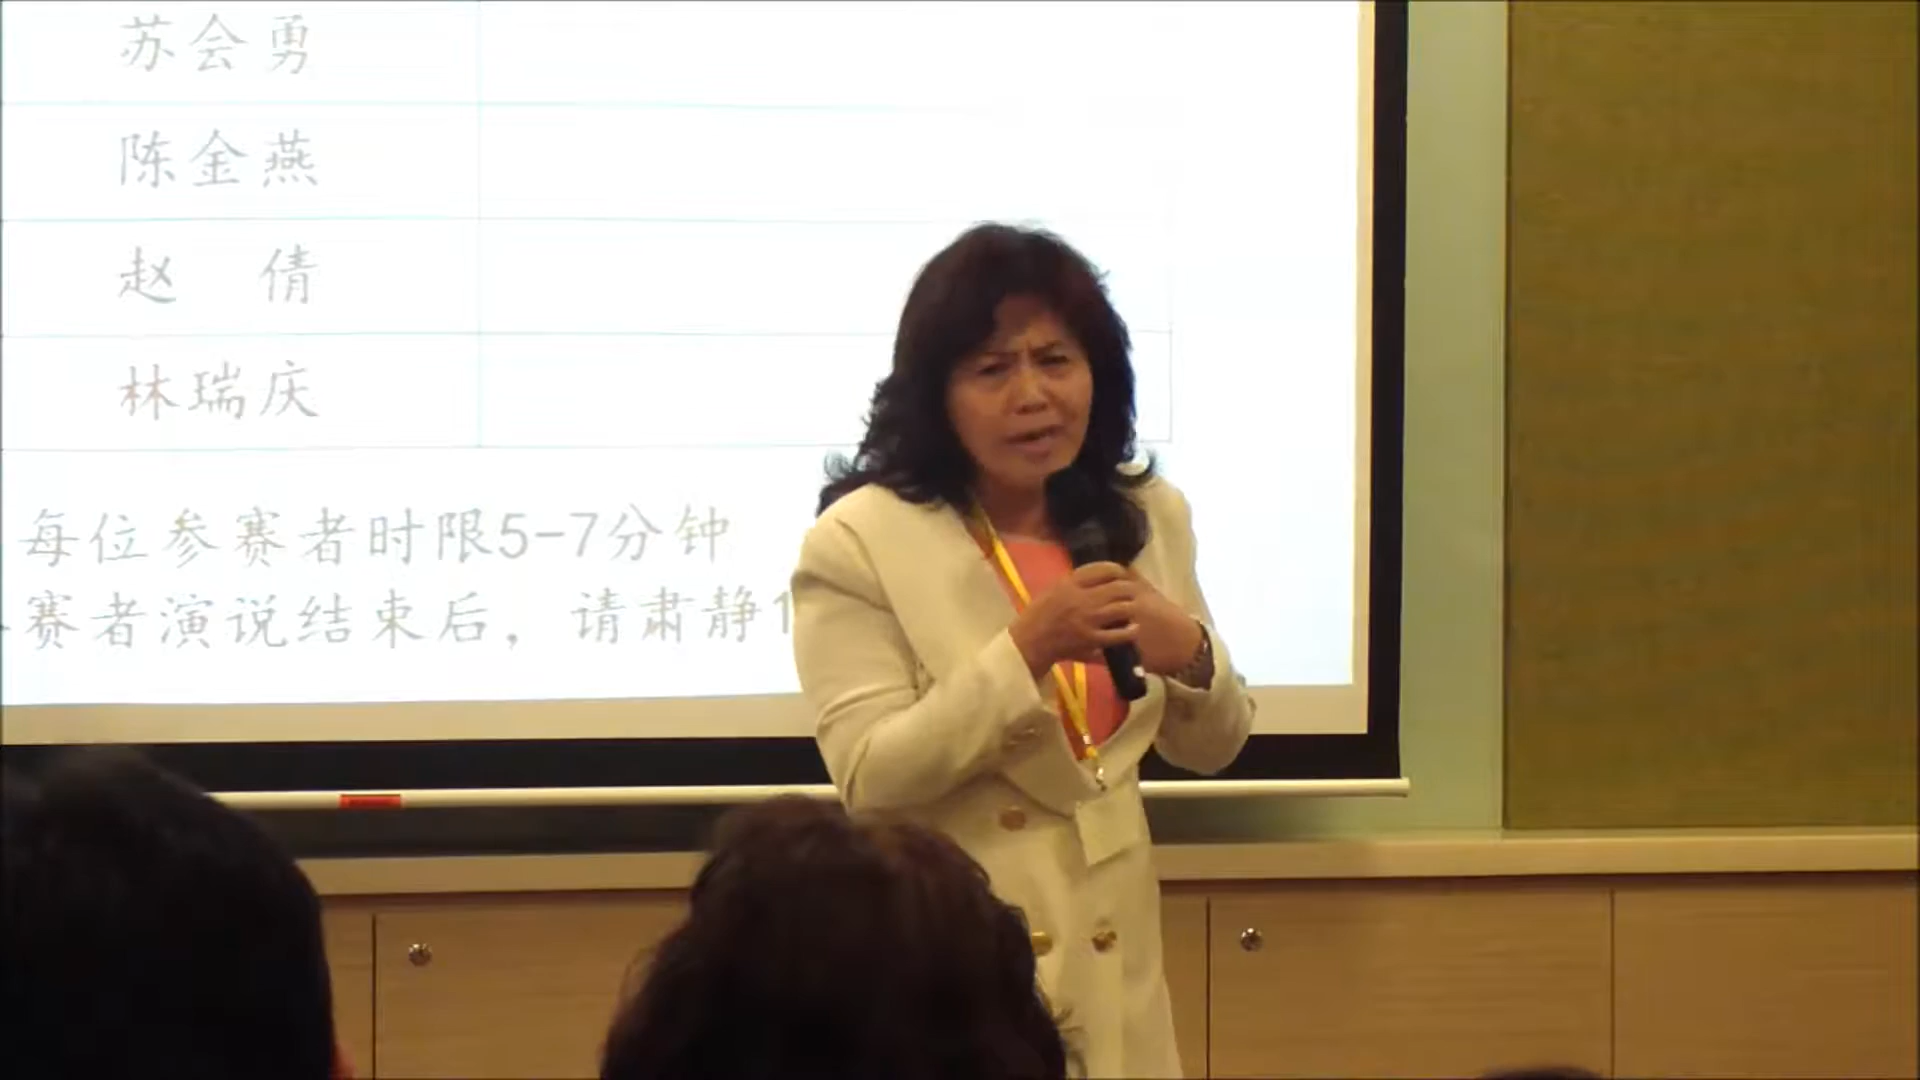 苏会勇
陈金燕
赵 倩
林瑞庆
每位参赛者时限5-7分钟
赛者演说结束后，请肃静1